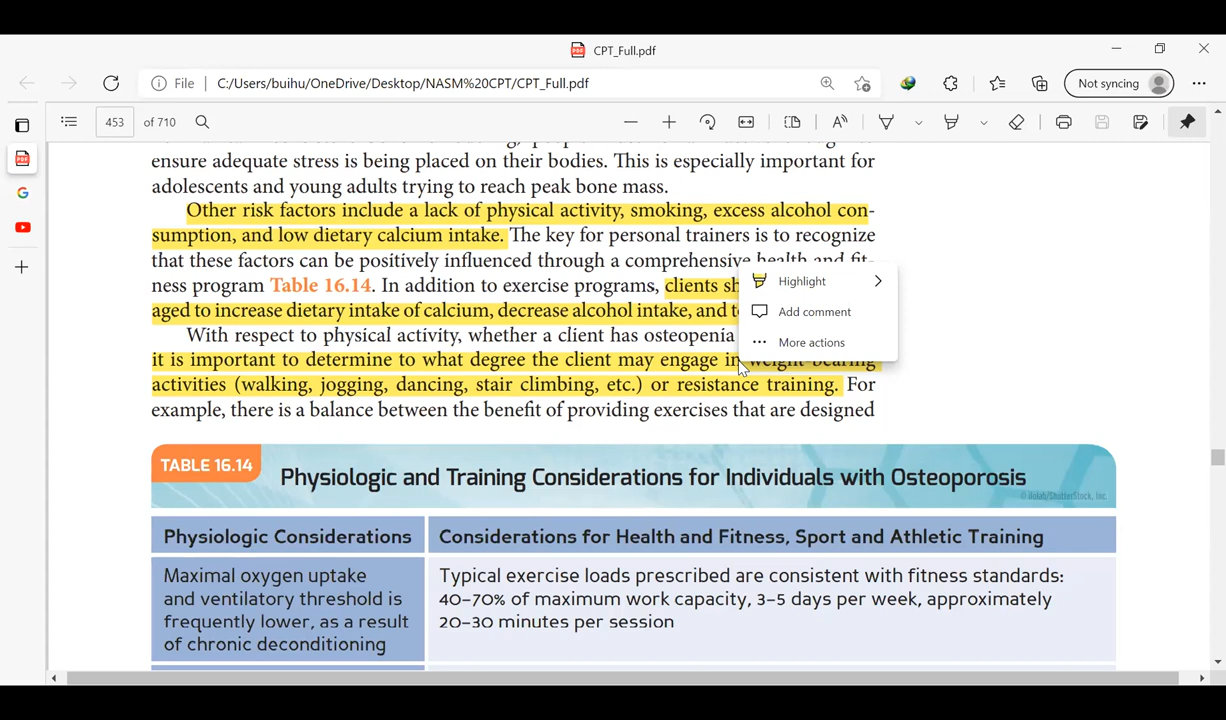 CPT_Full.pdf
File
C:/Users/buihu/OneDrive/Desktop/NASM%20CPT/CPT_Full.pdf
Not syncing
453 of 710
ensure adequate stress is being placed on their bodies. This is especially important for
adolescents and young adults trying to reach peak bone mass.
Other risk factors include a lack of physical activity, smoking, excess alcohol con-
sumption, and low dietary calcium intake. The key for personal trainers is to recognize
that these factors can be positively influenced through a comprehensive health and fit-
ness program Table 16.14. In addition to exercise programs, clients sh
aged to increase dietary intake of calcium, decrease alcohol intake, and
With respect to physical activity, whether a client has osteopenia
it is important to determine to what degree the client may engage in weight-bearing
activities (walking, jogging, dancing, stair climbing, etc.) or resistance training. For
example, there is a balance between the benefit of providing exercises that are designed
Highlight
Add comment
More actions
TABLE 16.14
Physiologic and Training Considerations for Individuals with Osteoporosis
Physiologic Considerations
Considerations for Health and Fitness, Sport and Athletic Training
Maximal oxygen uptake
and ventilatory threshold is
frequently lower, as a result
of chronic deconditioning
Typical exercise loads prescribed are consistent with fitness standards:
40–70% of maximum work capacity, 3–5 days per week, approximately
20–30 minutes per session